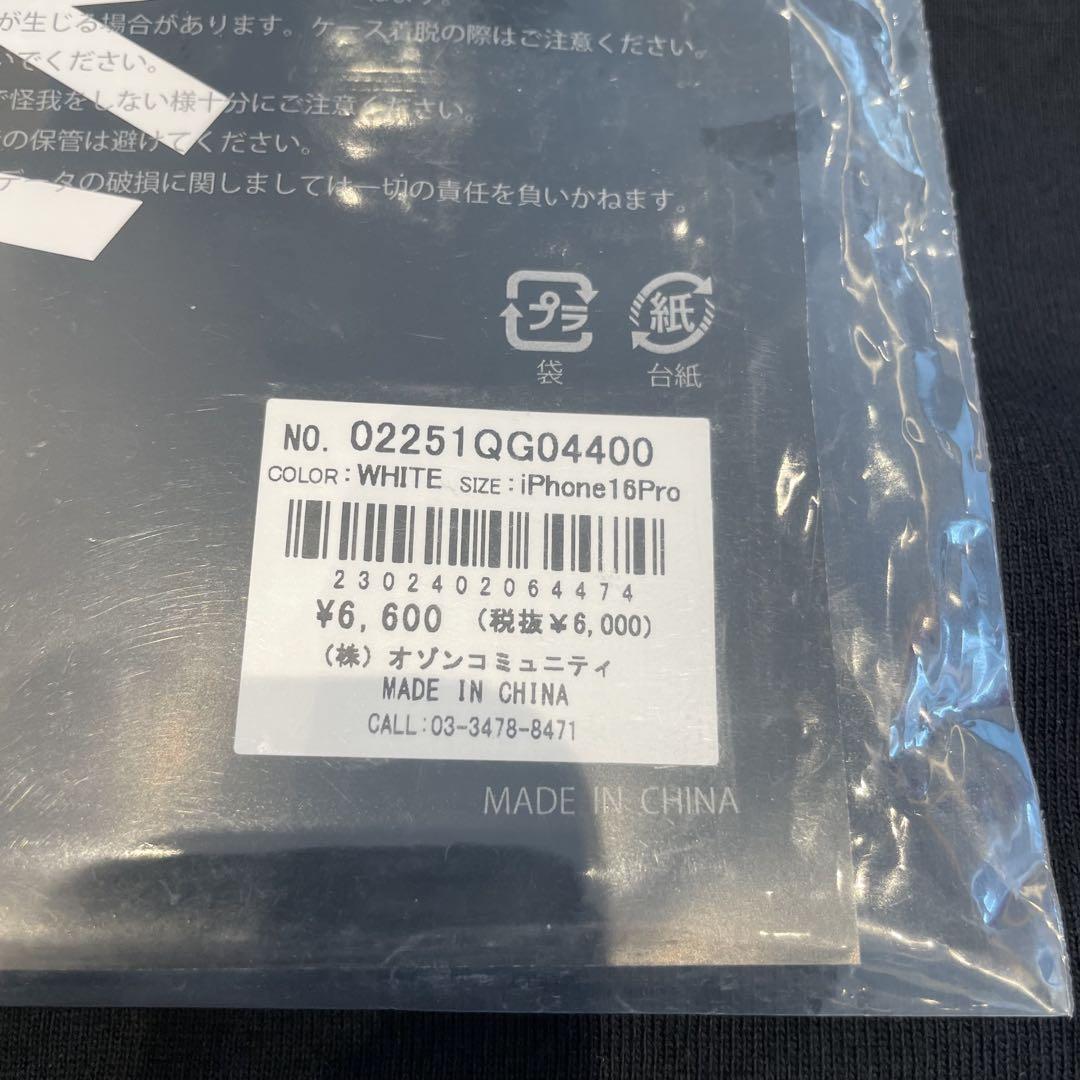 が生じる場合があります。ケース着脱の際はご注意ください。
いでください。
で怪我をしない様十分にご注意ください。
の保管は避けてください。
データの破損に関しましては一切の責任を負いかねます。
プラ
紙
袋
台紙
NO. 02251QG04400
COLOR:WHITE SIZE:iPhone16Pro
2302402064474
¥6,600 (税抜¥6,000)
(株)オゾンコミュニティ
MADE IN CHINA
CALL:03-3478-8471
MADE IN CHINA